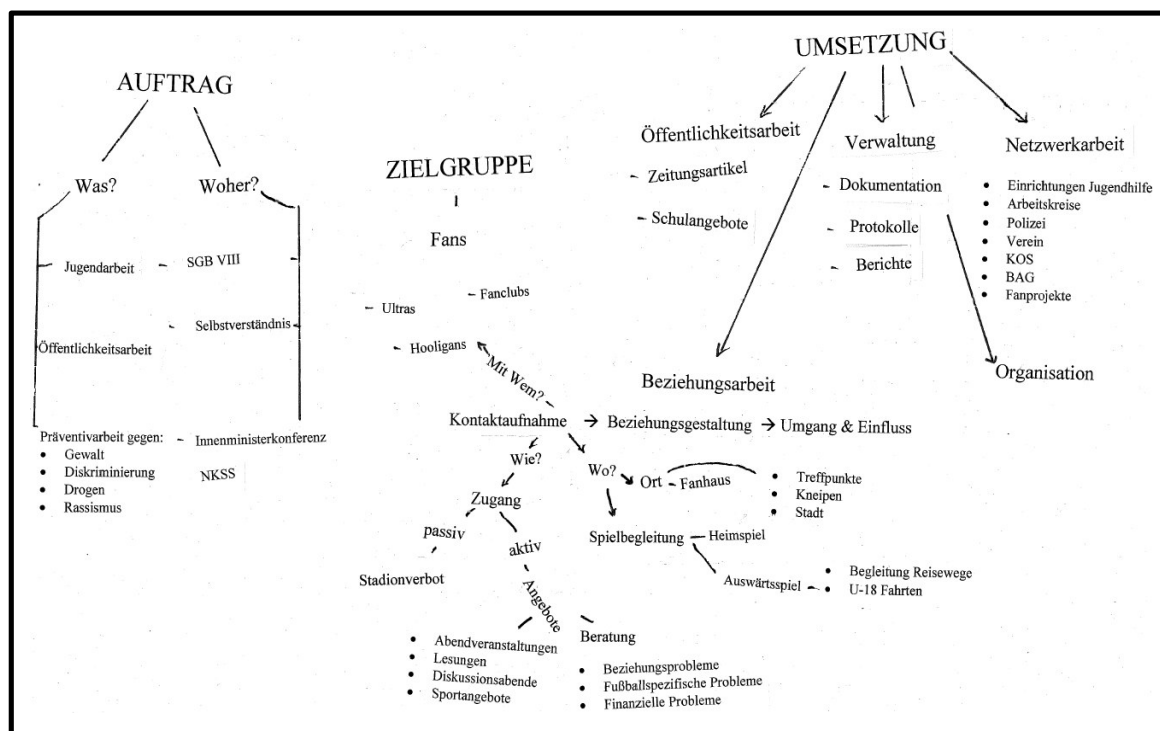 AUFTRAG
Was?
Woher?
Jugendarbeit
- SGB VIII
Öffentlichkeitsarbeit
- Selbstverständnis
Präventivarbeit gegen:
• Gewalt
• Diskriminierung
• Drogen
• Rassismus
- Innenministerkonferenz
NKSS
ZIELGRUPPE
Fans
- Ultras
- Fanclubs
- Hooligans
Mit Wem?
Kontaktaufnahme → Beziehungsgestaltung → Umgang & Einfluss
Wie?
Zugang
passiv
Stadionverbot
aktiv
- Angebote
• Abendveranstaltungen
• Lesungen
• Diskussionsabende
• Sportangebote
Beratung
• Beziehungsprobleme
• Fußballspezifische Probleme
• Finanzielle Probleme
Wo?
Ort - Fanhaus
• Treffpunkte
• Kneipen
• Stadt
Spielbegleitung - Heimspiel
Auswärtsspiel -
• Begleitung Reisewege
• U-18 Fahrten
UMSETZUNG
Öffentlichkeitsarbeit
- Zeitungsartikel
- Schulangebote
Beziehungsarbeit
Verwaltung
- Dokumentation
- Protokolle
- Berichte
Organisation
Netzwerkarbeit
• Einrichtungen Jugendhilfe
• Arbeitskreise
• Polizei
• Verein
• KOS
• BAG
• Fanprojekte